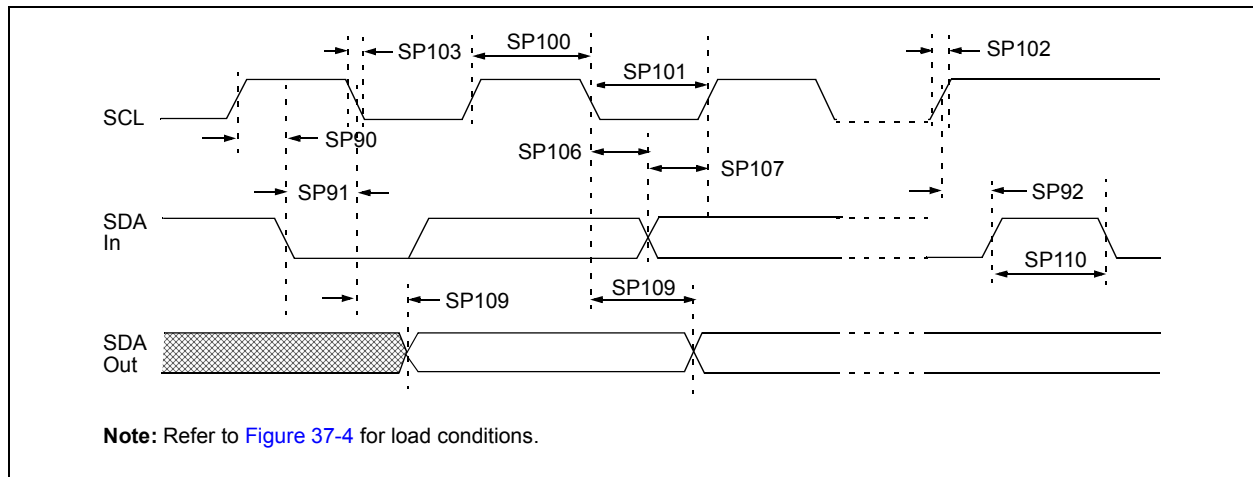 SP103
SP100
SP102
SP101
SCL
SP90
SP106
SP107
SP91
SP92
SDA
In
SP110
SP109
SP109
SDA
Out
Note: Refer to Figure 37-4 for load conditions.